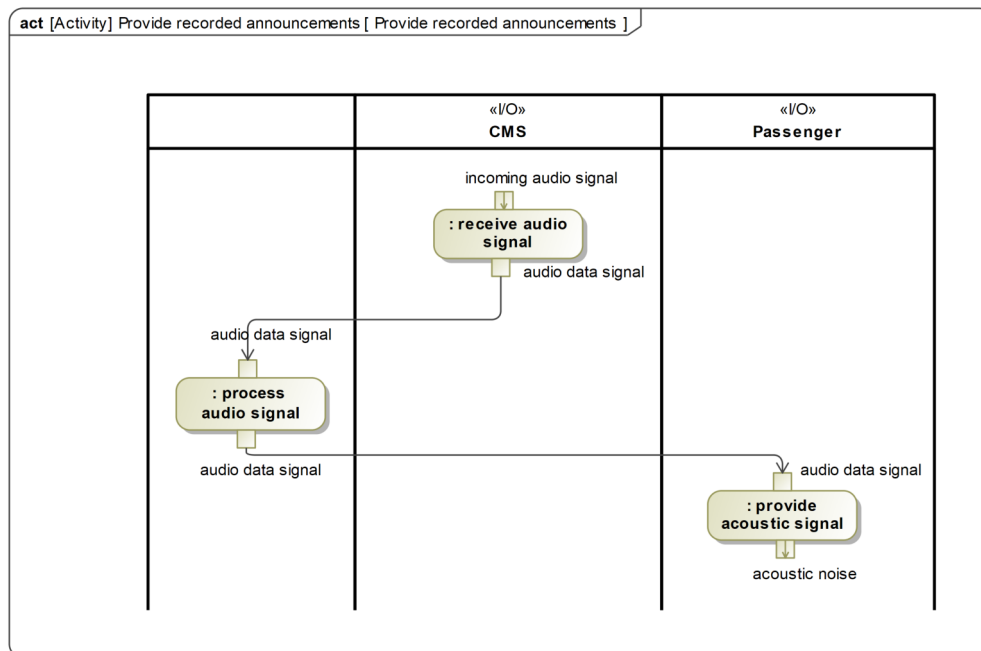 act [Activity] Provide recorded announcements [ Provide recorded announcements ]
«I/O»
CMS
«I/O»
Passenger
incoming audio signal
: receive audio
signal
audio data signal
audio data signal
: process
audio signal
audio data signal
audio data signal
: provide
acoustic signal
acoustic noise